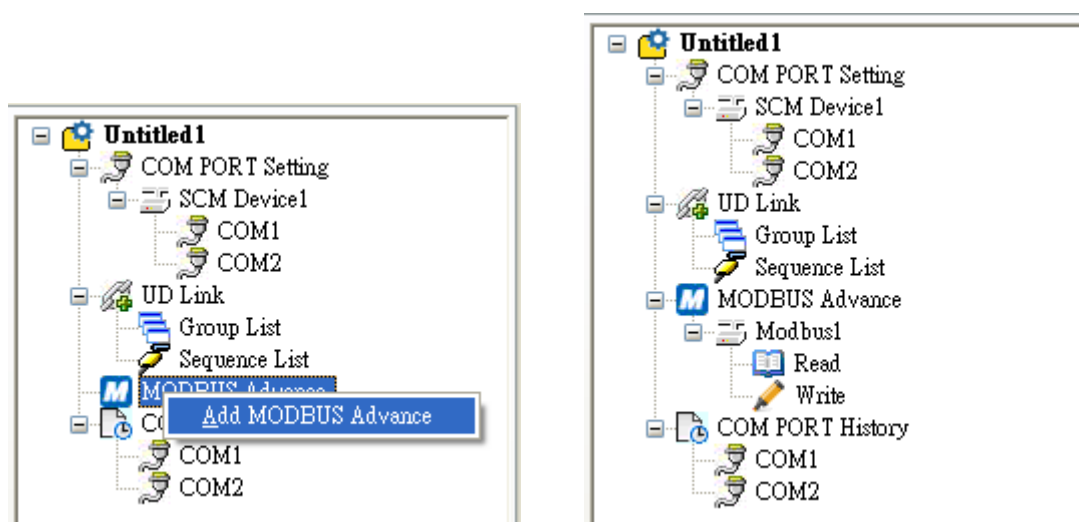 Untitled1
COM PORT Setting
SCM Device1
COM1
COM2
UD Link
Group List
Sequence List
MODBUS Advance
Add MODBUS Advance
CO
COM1
COM2
Untitled1
COM PORT Setting
SCM Device1
COM1
COM2
UD Link
Group List
Sequence List
MODBUS Advance
Modbus1
Read
Write
COM PORT History
COM1
COM2